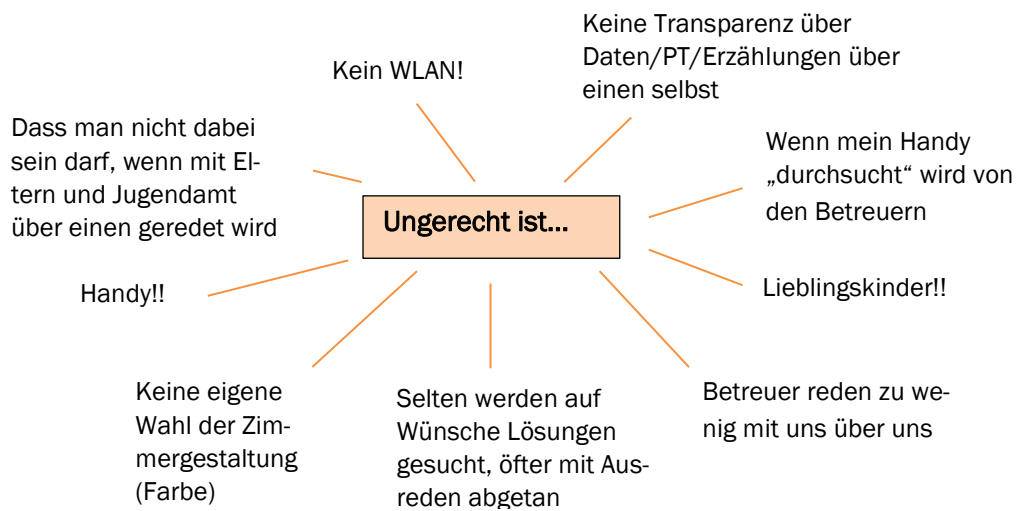 Keine Transparenz über
Daten/PT/Erzählungen über
einen selbst
Kein WLAN!
Dass man nicht dabei
sein darf, wenn mit El-
tern und Jugendamt
über einen geredet wird
Wenn mein Handy
„durchsucht“ wird von
den Betreuern
Ungerecht ist...
Handy!!
Lieblingskinder!!
Keine eigene
Wahl der Zim-
mergestaltung
(Farbe)
Selten werden auf
Wünsche Lösungen
gesucht, öfter mit Aus-
reden abgetan
Betreuer reden zu we-
nig mit uns über uns